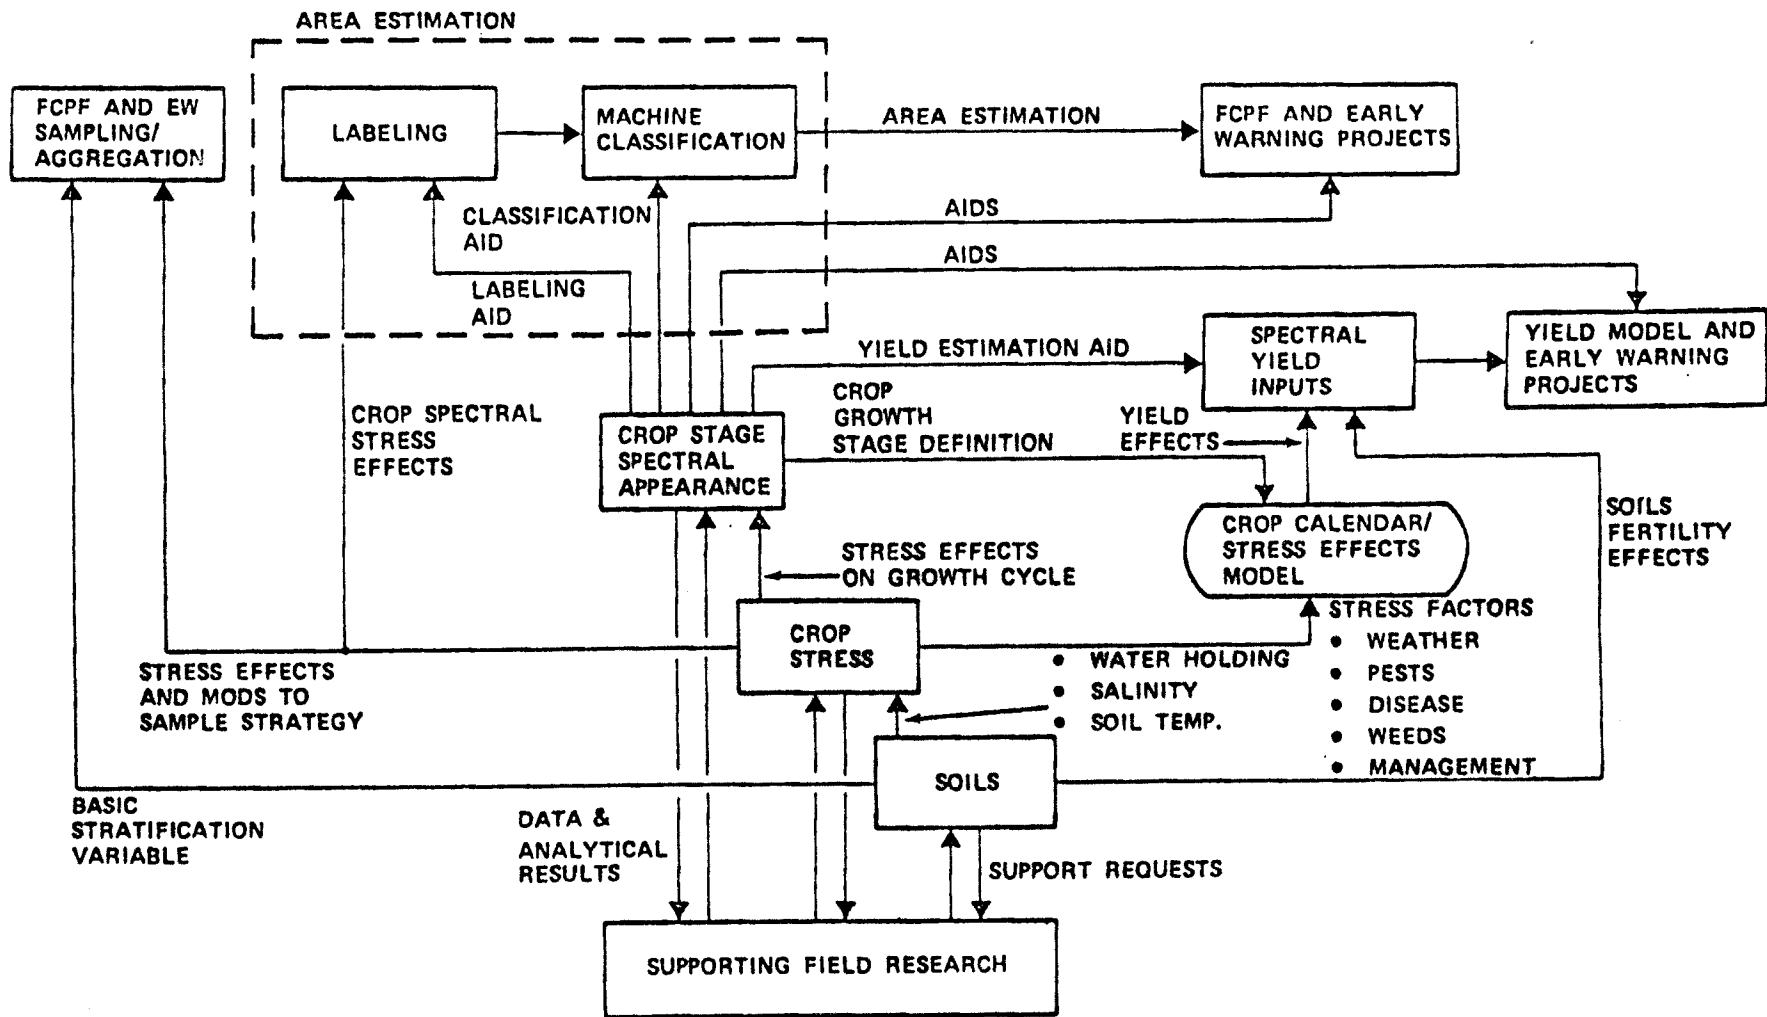 AREA ESTIMATION
FCPF AND EW
SAMPLING/
AGGREGATION
LABELING
MACHINE
CLASSIFICATION
AREA ESTIMATION
FCPF AND EARLY
WARNING PROJECTS
CLASSIFICATION
AID
AIDS
AIDS
LABELING
AID
YIELD ESTIMATION AID
SPECTRAL
YIELD
INPUTS
YIELD MODEL AND
EARLY WARNING
PROJECTS
CROP SPECTRAL
STRESS
EFFECTS
CROP STAGE
SPECTRAL
APPEARANCE
CROP
GROWTH
STAGE DEFINITION
YIELD
EFFECTS
SOILS
FERTILITY
EFFECTS
CROP CALENDAR/
STRESS EFFECTS
MODEL
STRESS EFFECTS
ON GROWTH CYCLE
CROP
STRESS
STRESS FACTORS
• WEATHER
• PESTS
• DISEASE
• WEEDS
• MANAGEMENT
• WATER HOLDING
• SALINITY
• SOIL TEMP.
STRESS EFFECTS
AND MODS TO
SAMPLE STRATEGY
SOILS
BASIC
STRATIFICATION
VARIABLE
DATA &
ANALYTICAL
RESULTS
SUPPORT REQUESTS
SUPPORTING FIELD RESEARCH